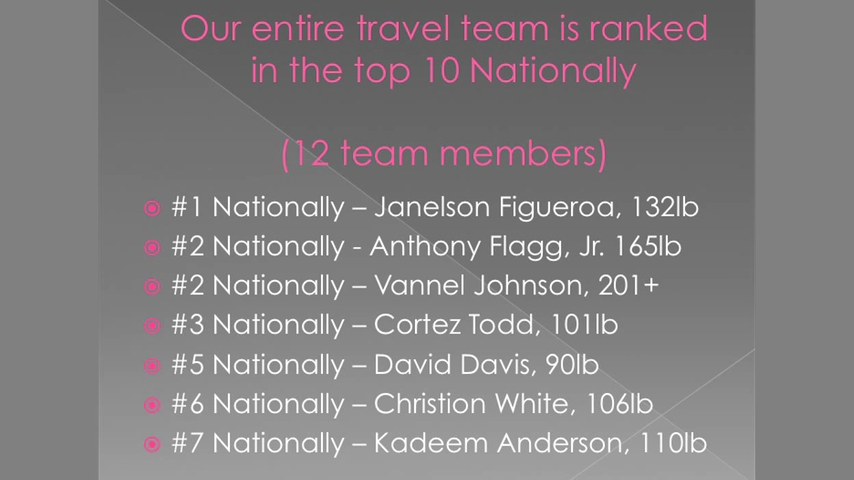 Our entire travel team is ranked
in the top 10 Nationally
(12 team members)
#1 Nationally – Janelson Figueroa, 132lb
#2 Nationally - Anthony Flagg, Jr. 165lb
#2 Nationally – Vannel Johnson, 201+
#3 Nationally – Cortez Todd, 101lb
#5 Nationally – David Davis, 90lb
#6 Nationally – Christion White, 106lb
#7 Nationally – Kadeem Anderson, 110lb